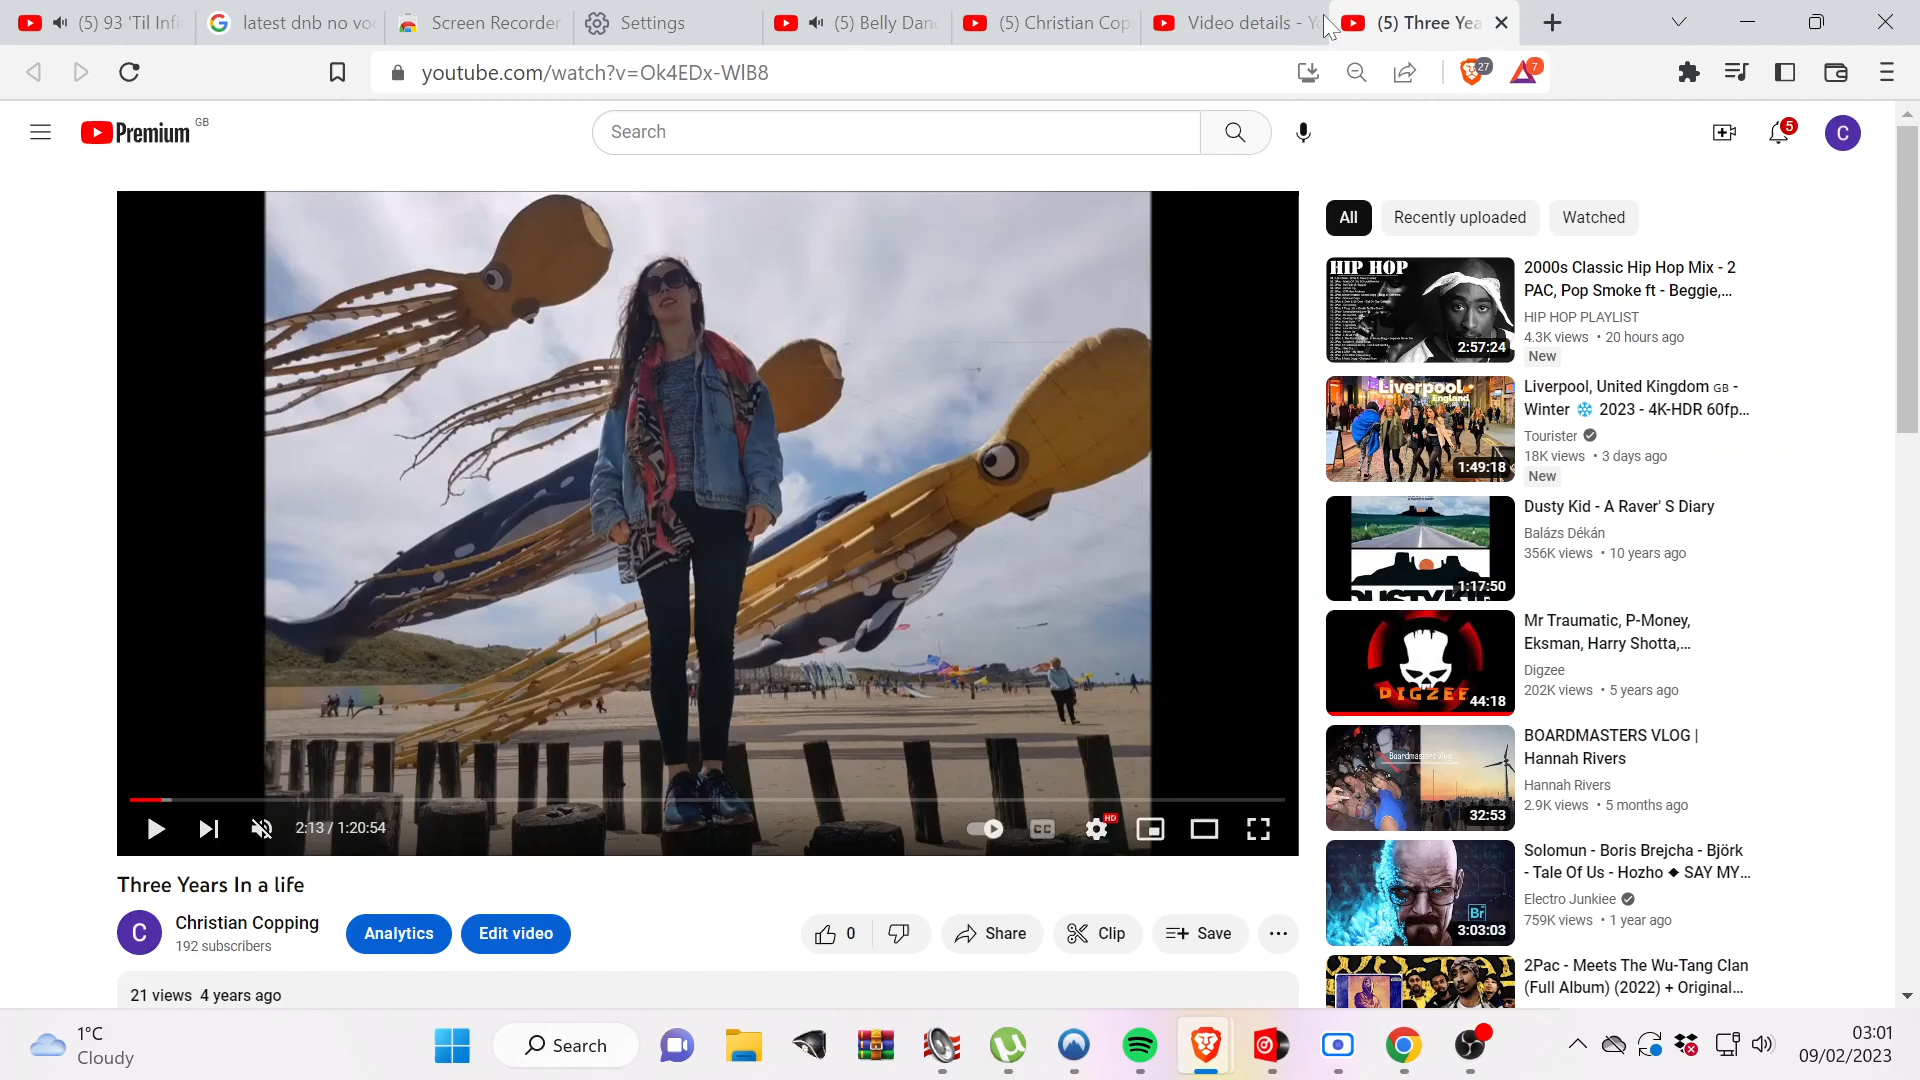 (5) 93 'Til Infi
latest dnb no voc
Screen Recorder
Settings
(5) Belly Danc
(5) Christian Cop
Video details - Yo
(5) Three Yea
youtube.com/watch?v=Ok4EDx-WlB8
27
7
Premium GB
Search
5
C
All
Recently uploaded
Watched
HIP HOP
2:57:24
2000s Classic Hip Hop Mix - 2
PAC, Pop Smoke ft - Beggie,...
HIP HOP PLAYLIST
4.3K views • 20 hours ago
New
Liverpool
England
1:49:18
Liverpool, United Kingdom GB -
Winter ❄ 2023 - 4K-HDR 60fp...
Tourister
18K views • 3 days ago
New
DUSTY KID
1:17:50
Dusty Kid - A Raver' S Diary
Balázs Dékán
356K views • 10 years ago
DIGZEE
44:18
Mr Traumatic, P-Money,
Eksman, Harry Shotta,...
Digzee
202K views • 5 years ago
Boardmasters Vlog
32:53
BOARDMASTERS VLOG |
Hannah Rivers
Hannah Rivers
2.9K views • 5 months ago
Br
3:03:03
Solomun - Boris Brejcha - Björk
- Tale Of Us - Hozho ◆ SAY MY...
Electro Junkiee
759K views • 1 year ago
2Pac - Meets The Wu-Tang Clan
(Full Album) (2022) + Original...
2:13 / 1:20:54
CC
HD
Three Years In a life
C
Christian Copping
192 subscribers
Analytics
Edit video
0
Share
Clip
Save
21 views 4 years ago
1°C
Cloudy
Search
03:01
09/02/2023